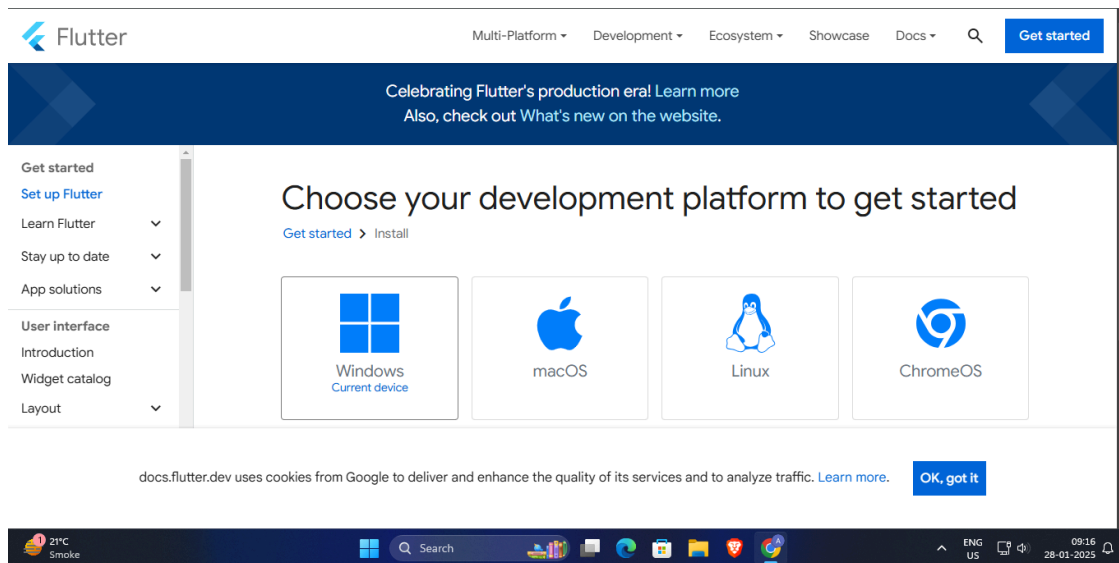 Flutter
Multi-Platform
Development
Ecosystem
Showcase
Docs
Get started
Celebrating Flutter's production era! Learn more
Also, check out What's new on the website.
Get started
Set up Flutter
Learn Flutter
Stay up to date
App solutions
User interface
Introduction
Widget catalog
Layout
Choose your development platform to get started
Get started > Install
Windows
Current device
macOS
Linux
ChromeOS
docs.flutter.dev uses cookies from Google to deliver and enhance the quality of its services and to analyze traffic. Learn more.
OK, got it
1
21°C
Smoke
Search
ENG
US
09:16
28-01-2025